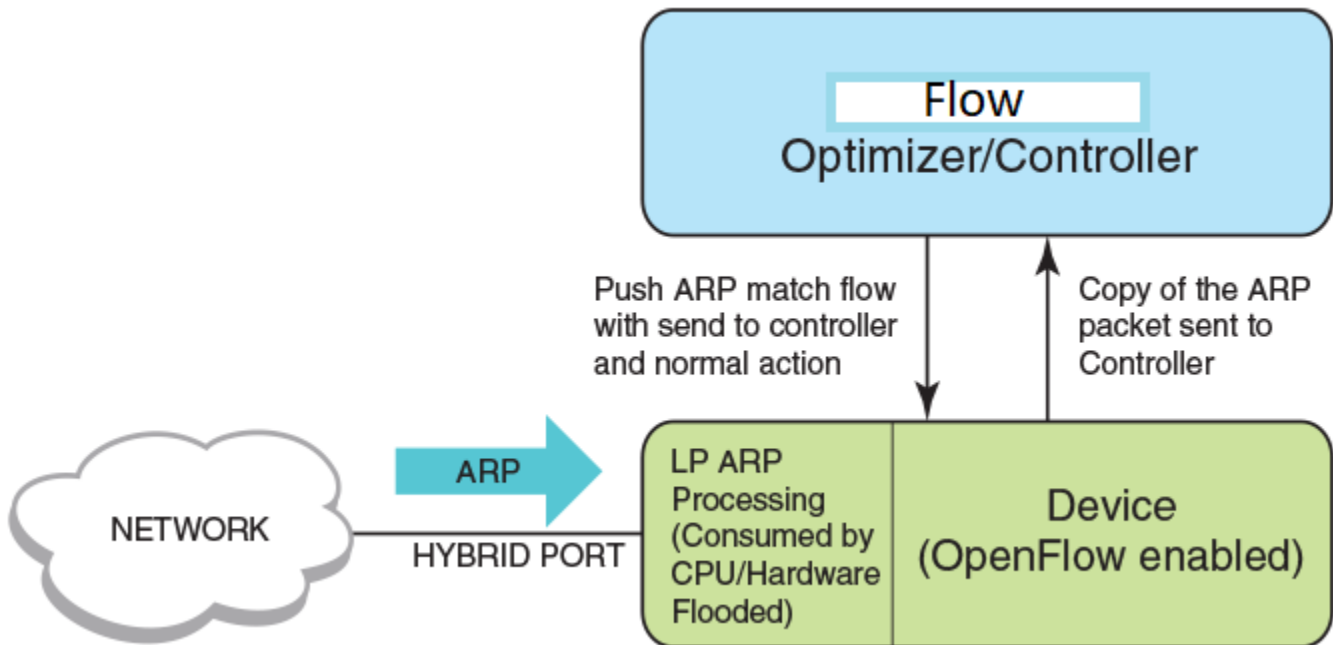 Flow
Optimizer/Controller
Push ARP match flow
with send to controller
and normal action
Copy of the ARP
packet sent to
Controller
NETWORK
ARP
HYBRID PORT
LP ARP
Processing
(Consumed by
CPU/Hardware
Flooded)
Device
(OpenFlow enabled)